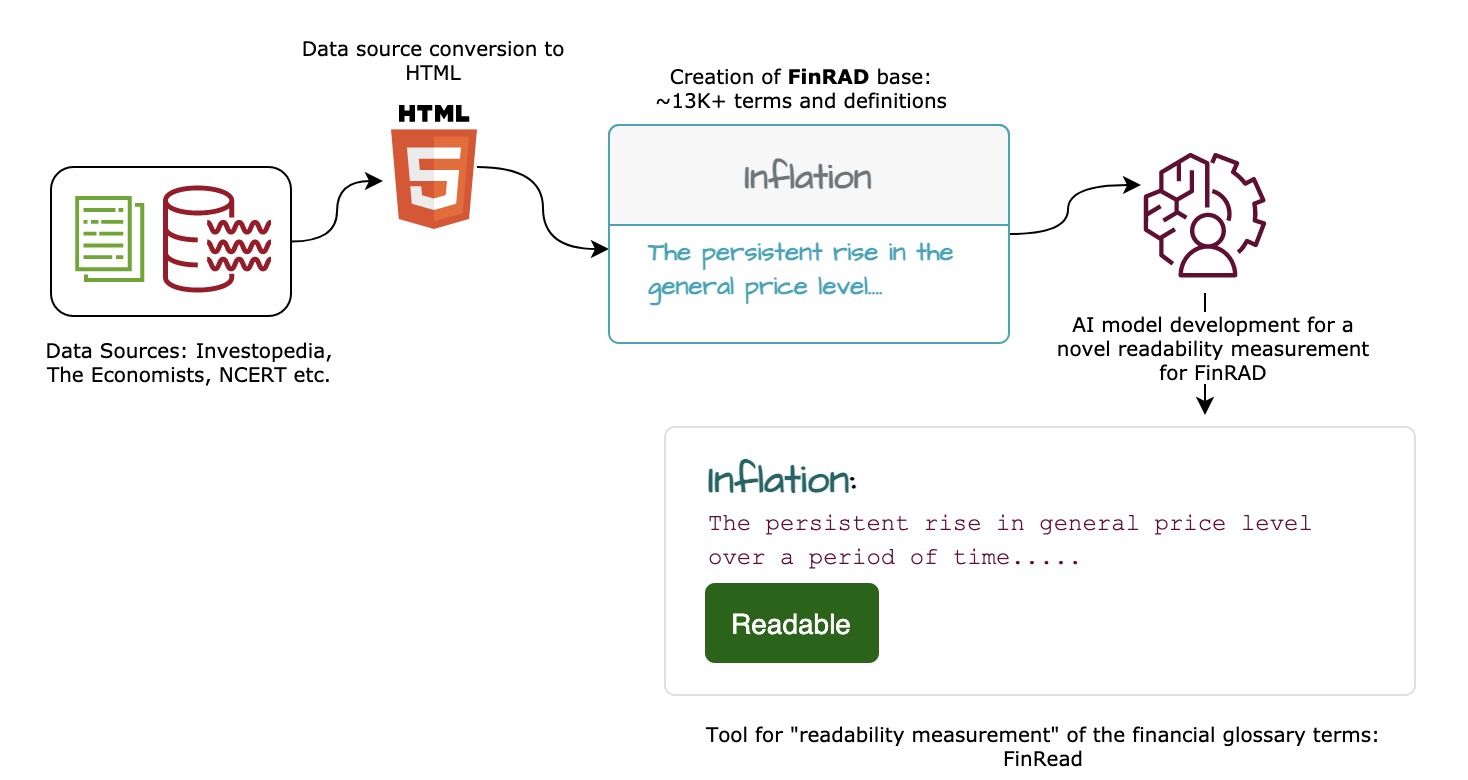 Data source conversion to
HTML
HTML
5
Creation of FinRAD base:
~13K+ terms and definitions
Inflation
The persistent rise in the
general price level....
Data Sources: Investopedia,
The Economists, NCERT etc.
AI model development for a
novel readability measurement
for FinRAD
Inflation:
The persistent rise in general price level
over a period of time.....
Readable
Tool for "readability measurement" of the financial glossary terms:
FinRead